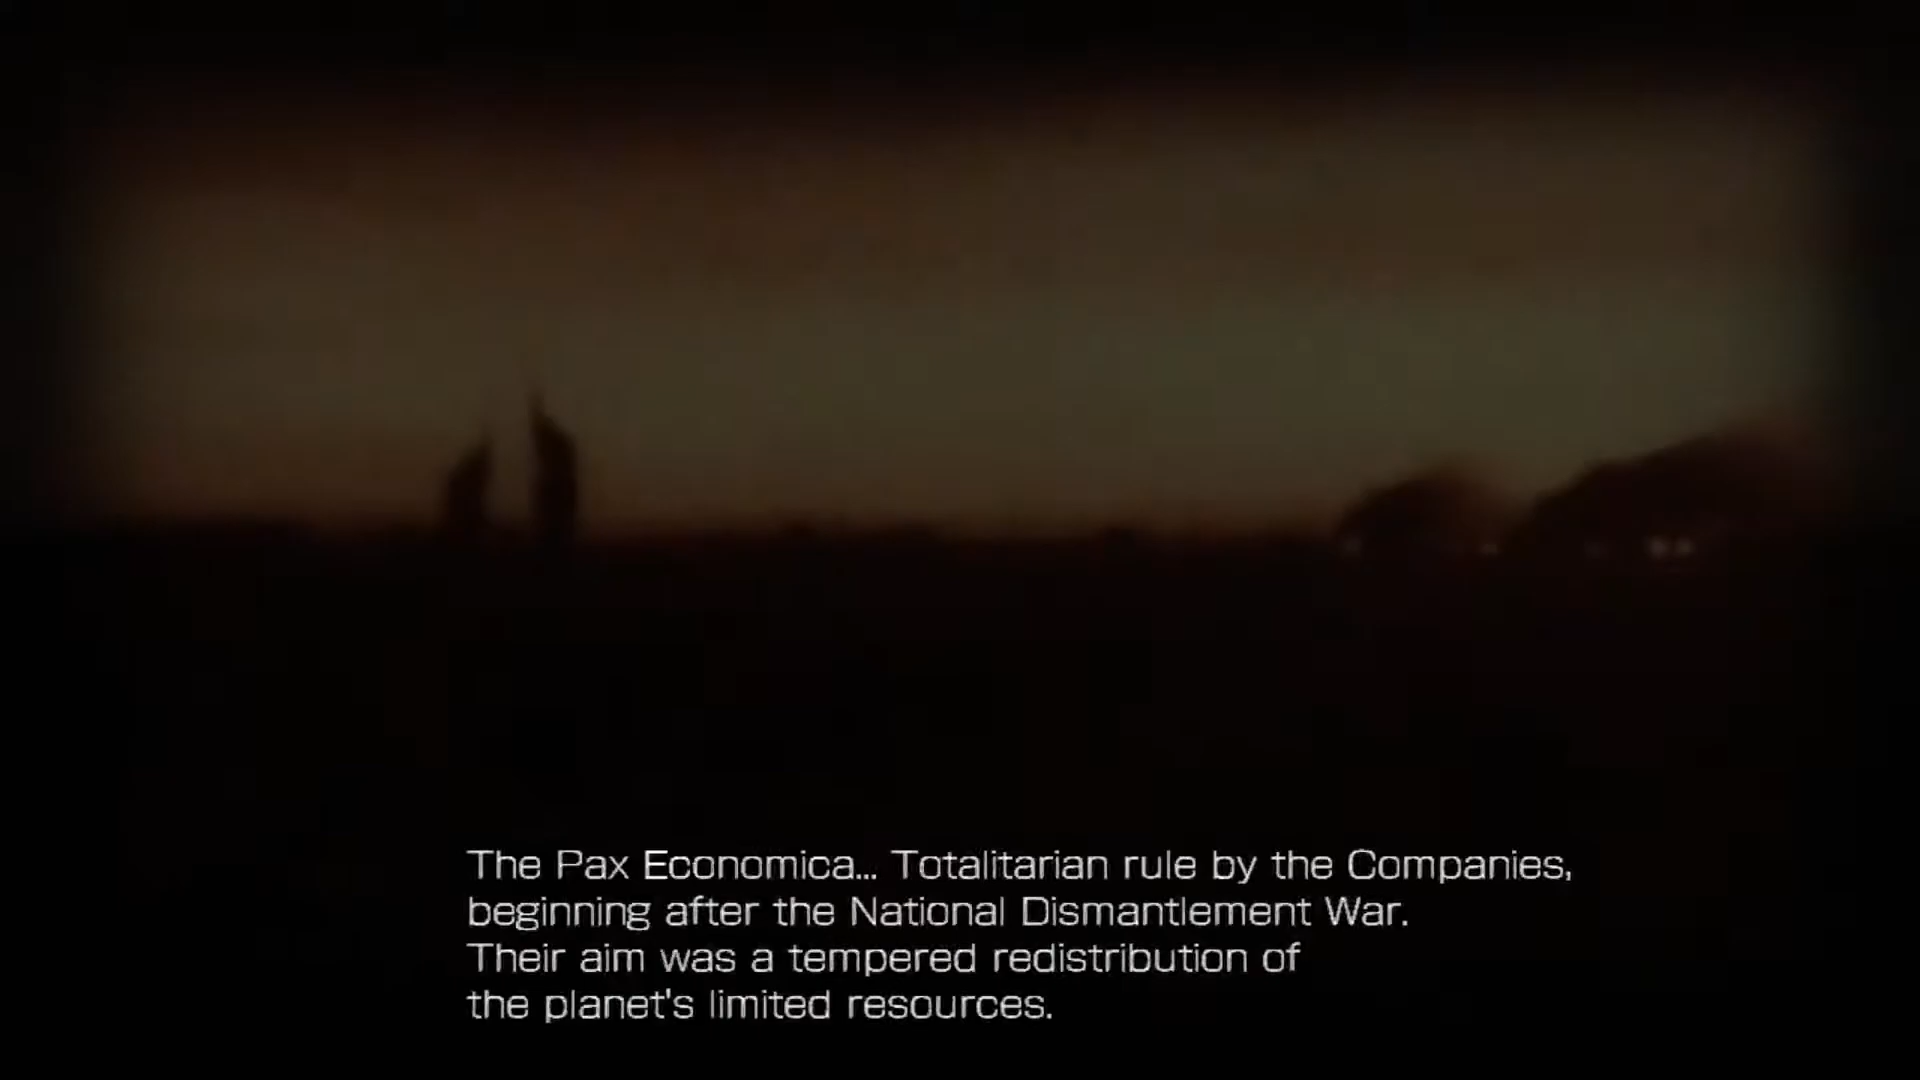 The Pax Economica... Totalitarian rule by the Companies,
beginning after the National Dismantlement War.
Their aim was a tempered redistribution of
the planet's limited resources.